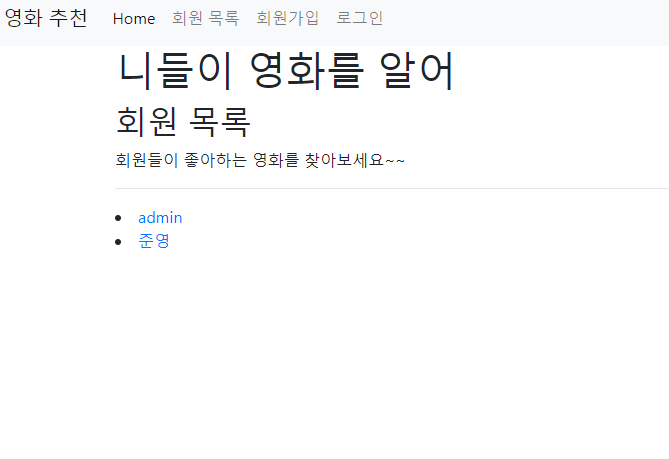 영화 추천 Home 회원 목록 회원가입 로그인
니들이 영화를 알어
회원 목록
회원들이 좋아하는 영화를 찾아보세요~~
admin
준영